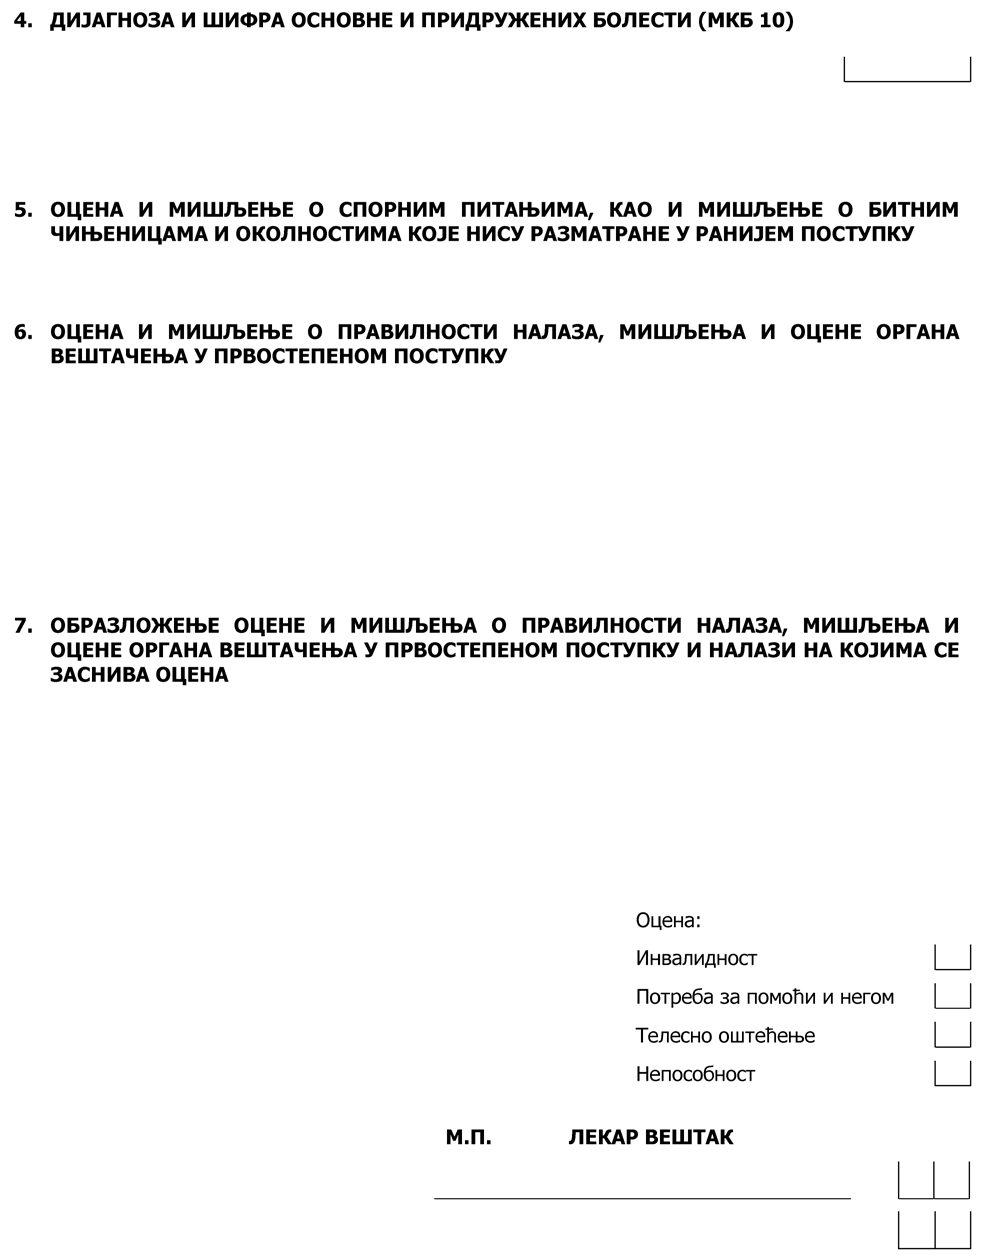 4. ДИЈАГНОЗА И ШИФРА ОСНОВНЕ И ПРИДРУЖЕНИХ БОЛЕСТИ (МКБ 10)
5. ОЦЕНА И МИШЉЕЊЕ О СПОРНИМ ПИТАЊИМА, КАО И МИШЉЕЊЕ О БИТНИМ
ЧИЊЕНИЦАМА И ОКОЛНОСТИМА КОЈЕ НИСУ РАЗМАТРАНЕ У РАНИЈЕМ ПОСТУПКУ
6. ОЦЕНА И МИШЉЕЊЕ О ПРАВИЛНОСТИ НАЛАЗА, МИШЉЕЊА И ОЦЕНЕ ОРГАНА
ВЕШТАЧЕЊА У ПРВОСТЕПЕНОМ ПОСТУПКУ
7. ОБРАЗЛОЖЕЊЕ ОЦЕНЕ И МИШЉЕЊА О ПРАВИЛНОСТИ НАЛАЗА, МИШЉЕЊА И
ОЦЕНЕ ОРГАНА ВЕШТАЧЕЊА У ПРВОСТЕПЕНОМ ПОСТУПКУ И НАЛАЗИ НА КОЈИМА СЕ
ЗАСНИВА ОЦЕНА
Оцена:
Инвалидност
Потреба за помоћи и негом
Телесно оштећење
Непособност
М.П. ЛЕКАР ВЕШТАК